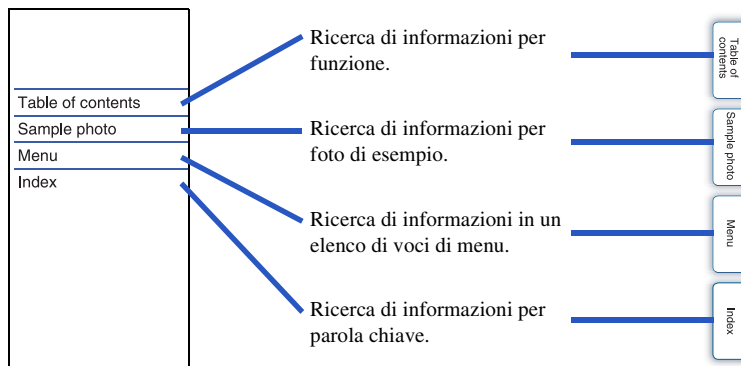 Table of contents
Sample photo
Menu
Index
Ricerca di informazioni per
funzione.
Ricerca di informazioni per
foto di esempio.
Ricerca di informazioni in un
elenco di voci di menu.
Ricerca di informazioni per
parola chiave.
Table of
contents
Sample photo
Menu
Index